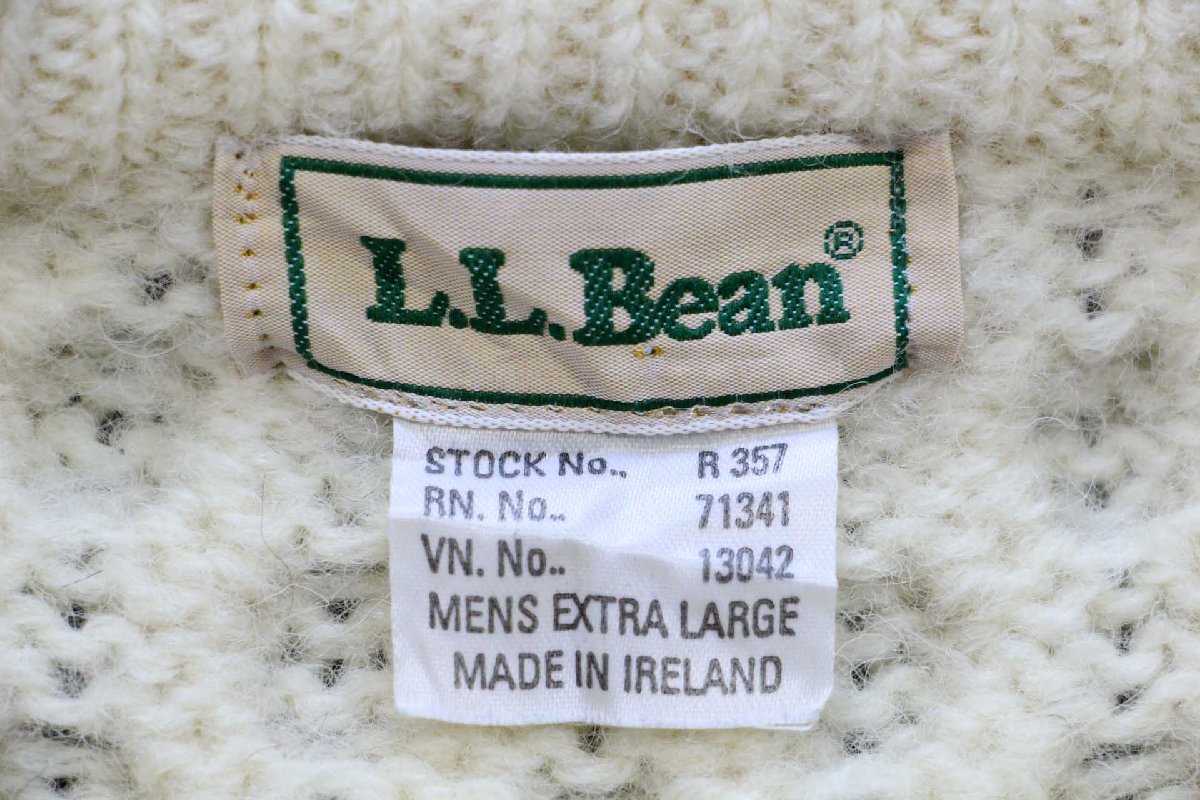 L.L.Bean®
STOCK No.. R 357
RN. No.. 71341
VN. No.. 13042
MENS EXTRA LARGE
MADE IN IRELAND